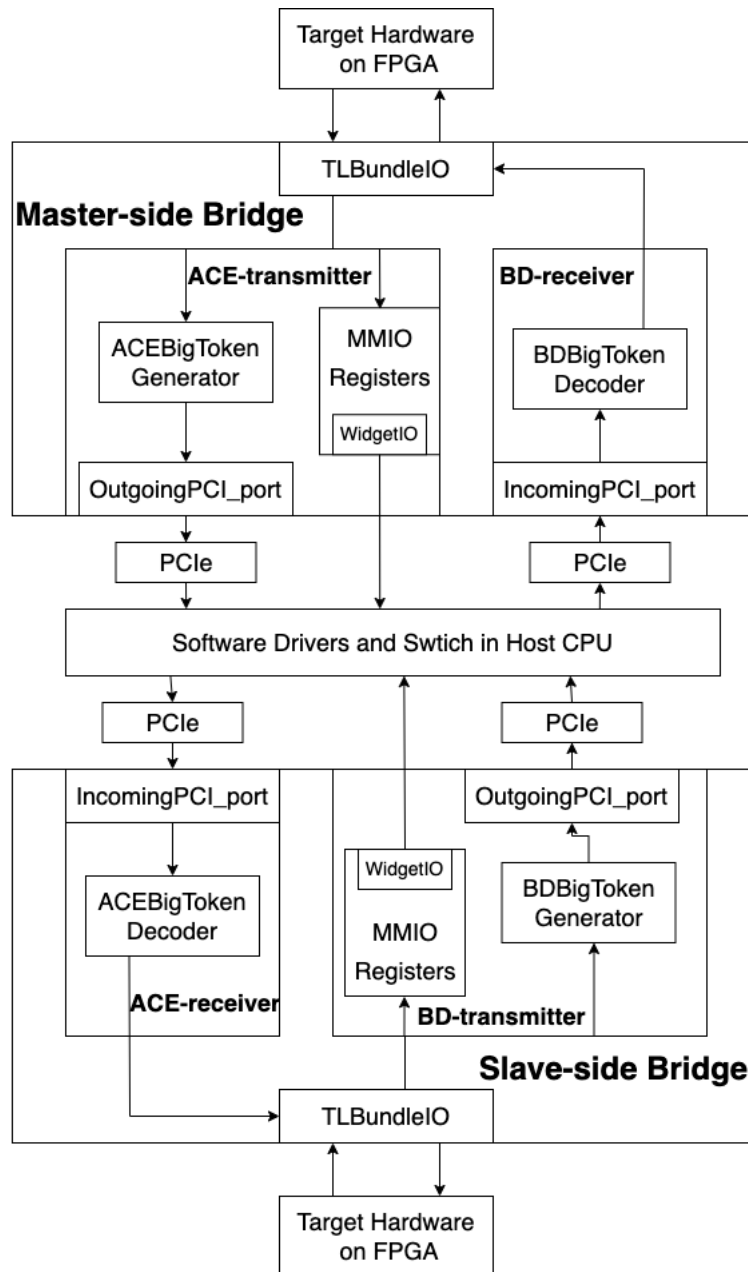 Target Hardware
on FPGA
TLBundleIO
Master-side Bridge
ACE-transmitter
BD-receiver
ACEBigToken
Generator
MMIO
Registers
WidgetIO
BDBigToken
Decoder
OutgoingPCI_port
IncomingPCI_port
PCIe
PCIe
Software Drivers and Swtich in Host CPU
PCIe
PCIe
IncomingPCI_port
OutgoingPCI_port
ACEBigToken
Decoder
WidgetIO
MMIO
Registers
BDBigToken
Generator
ACE-receiver
BD-transmitter
Slave-side Bridge
TLBundleIO
Target Hardware
on FPGA